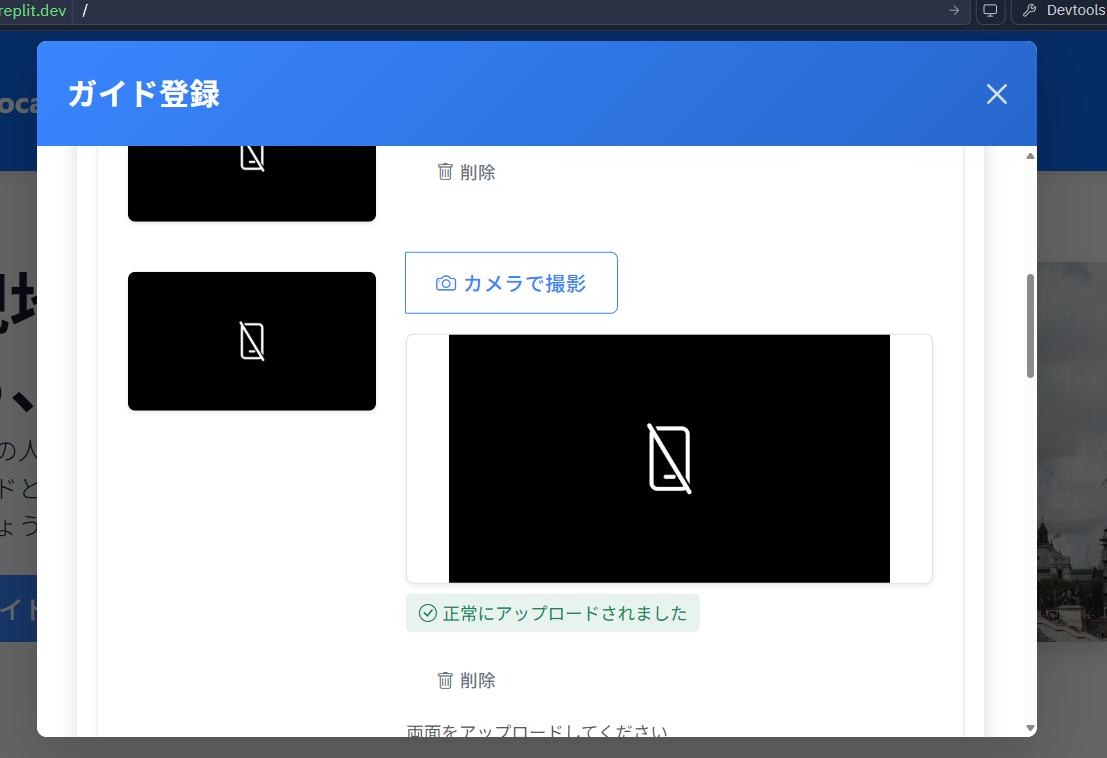 replit.dev /
Devtools
ガイド登録
削除
カメラで撮影
正常にアップロードされました
削除
両面をアップロードしてください
の人
ドと
ょう
イド